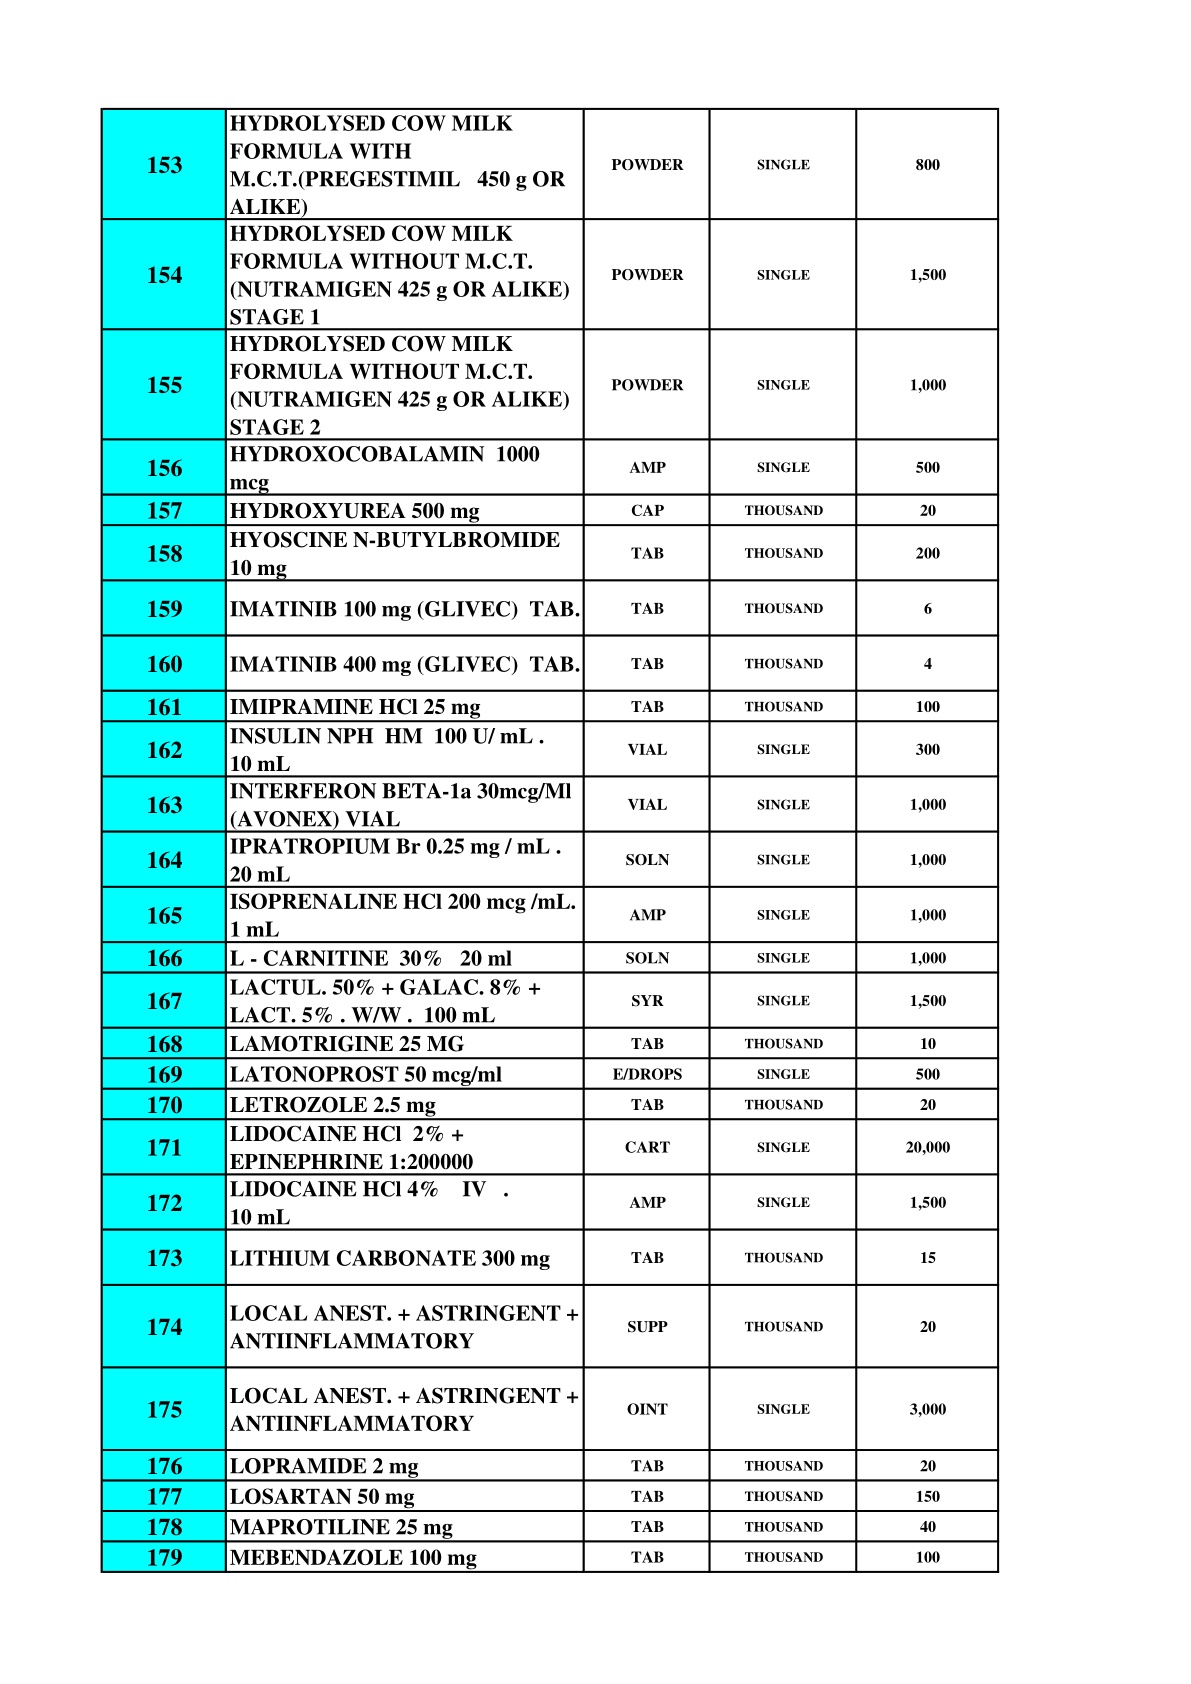 153 HYDROLYSED COW MILK
FORMULA WITH
M.C.T.(PREGESTIMIL 450 g OR
ALIKE) POWDER SINGLE 800
154 HYDROLYSED COW MILK
FORMULA WITHOUT M.C.T.
(NUTRAMIGEN 425 g OR ALIKE)
STAGE 1 POWDER SINGLE 1,500
155 HYDROLYSED COW MILK
FORMULA WITHOUT M.C.T.
(NUTRAMIGEN 425 g OR ALIKE)
STAGE 2 POWDER SINGLE 1,000
156 HYDROXOCOBALAMIN 1000
mcg AMP SINGLE 500
157 HYDROXYUREA 500 mg CAP THOUSAND 20
158 HYOSCINE N-BUTYLBROMIDE
10 mg TAB THOUSAND 200
159 IMATINIB 100 mg (GLIVEC) TAB. TAB THOUSAND 6
160 IMATINIB 400 mg (GLIVEC) TAB. TAB THOUSAND 4
161 IMIPRAMINE HCl 25 mg TAB THOUSAND 100
162 INSULIN NPH HM 100 U/ mL .
10 mL VIAL SINGLE 300
163 INTERFERON BETA-1a 30mcg/Ml
(AVONEX) VIAL VIAL SINGLE 1,000
164 IPRATROPIUM Br 0.25 mg / mL .
20 mL SOLN SINGLE 1,000
165 ISOPRENALINE HCl 200 mcg /mL.
1 mL AMP SINGLE 1,000
166 L - CARNITINE 30% 20 ml SOLN SINGLE 1,000
167 LACTUL. 50% + GALAC. 8% +
LACT. 5% . W/W . 100 mL SYR SINGLE 1,500
168 LAMOTRIGINE 25 MG TAB THOUSAND 10
169 LATONOPROST 50 mcg/ml E/DROPS SINGLE 500
170 LETROZOLE 2.5 mg TAB THOUSAND 20
171 LIDOCAINE HCl 2% +
EPINEPHRINE 1:200000 CART SINGLE 20,000
172 LIDOCAINE HCl 4% IV .
10 mL AMP SINGLE 1,500
173 LITHIUM CARBONATE 300 mg TAB THOUSAND 15
174 LOCAL ANEST. + ASTRINGENT +
ANTIINFLAMMATORY SUPP THOUSAND 20
175 LOCAL ANEST. + ASTRINGENT +
ANTIINFLAMMATORY OINT SINGLE 3,000
176 LOPRAMIDE 2 mg TAB THOUSAND 20
177 LOSARTAN 50 mg TAB THOUSAND 150
178 MAPROTILINE 25 mg TAB THOUSAND 40
179 MEBENDAZOLE 100 mg TAB THOUSAND 100